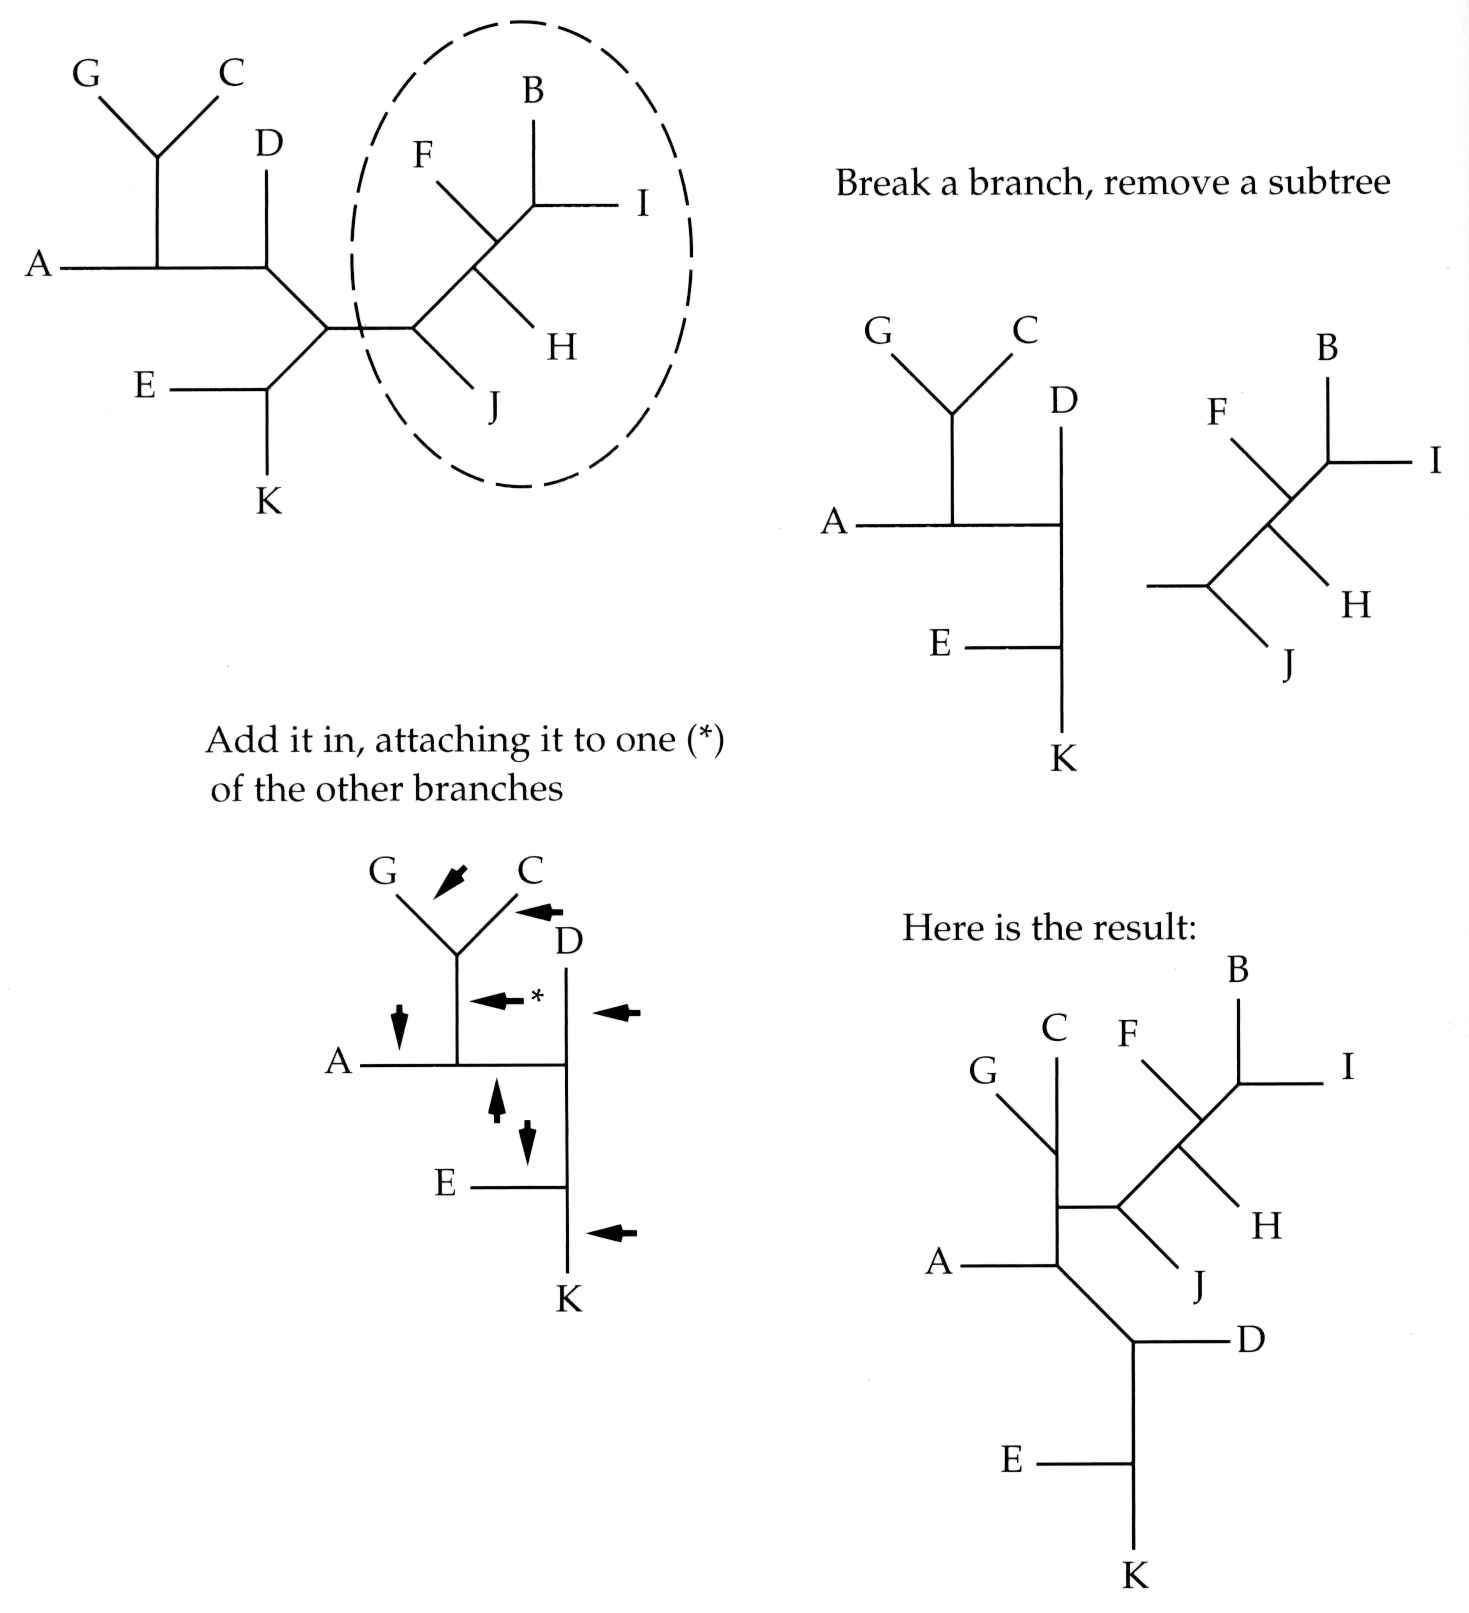 G C
B
D
F
I
A
H
E
J
K
Break a branch, remove a subtree
G C
B
D
F
I
A
H
E
J
K
Add it in, attaching it to one (*)
of the other branches
G C
D
*
A
E
K
Here is the result:
B
C F
G I
H
A
J
D
E
K